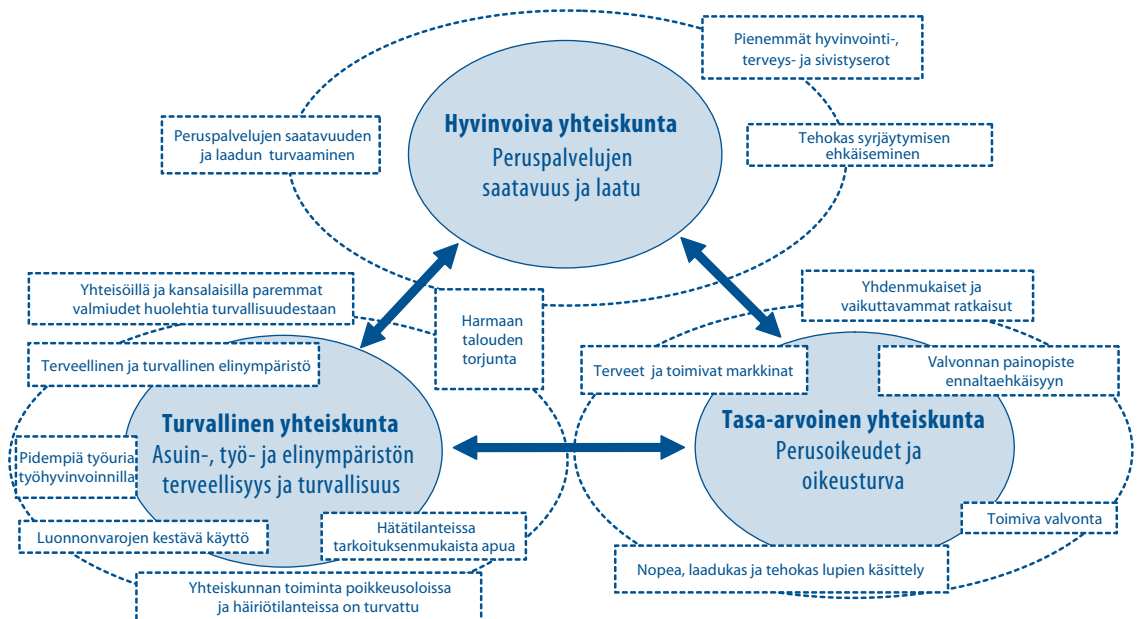 Pienemmät hyvinvointi-,
terveys- ja sivistyserot
Peruspalvelujen saatavuuden
ja laadun turvaaminen
Hyvinvoiva yhteiskunta
Peruspalvelujen
saatavuus ja laatu
Tehokas syrjäytymisen
ehkäiseminen
Yhteisöillä ja kansalaisilla paremmat
valmiudet huolehtia turvallisuudestaan
Harmaan
talouden
torjunta
Yhdenmukaiset ja
vaikuttavammat ratkaisut
Terveellinen ja turvallinen elinympäristö
Terveet ja toimivat markkinat
Valvonnan painopiste
ennaltaehkäisyyn
Turvallinen yhteiskunta
Asuin-, työ- ja elinympäristön
terveellisyys ja turvallisuus
Tasa-arvoinen yhteiskunta
Perusoikeudet ja
oikeusturva
Pidempiä työuria
työhyvinvoinnilla
Luonnonvarojen kestävä käyttö
Hätätilanteissa
tarkoituksenmukaista apua
Toimiva valvonta
Nopea, laadukas ja tehokas lupien käsittely
Yhteiskunnan toiminta poikkeusoloissa
ja häiriötilanteissa on turvattu